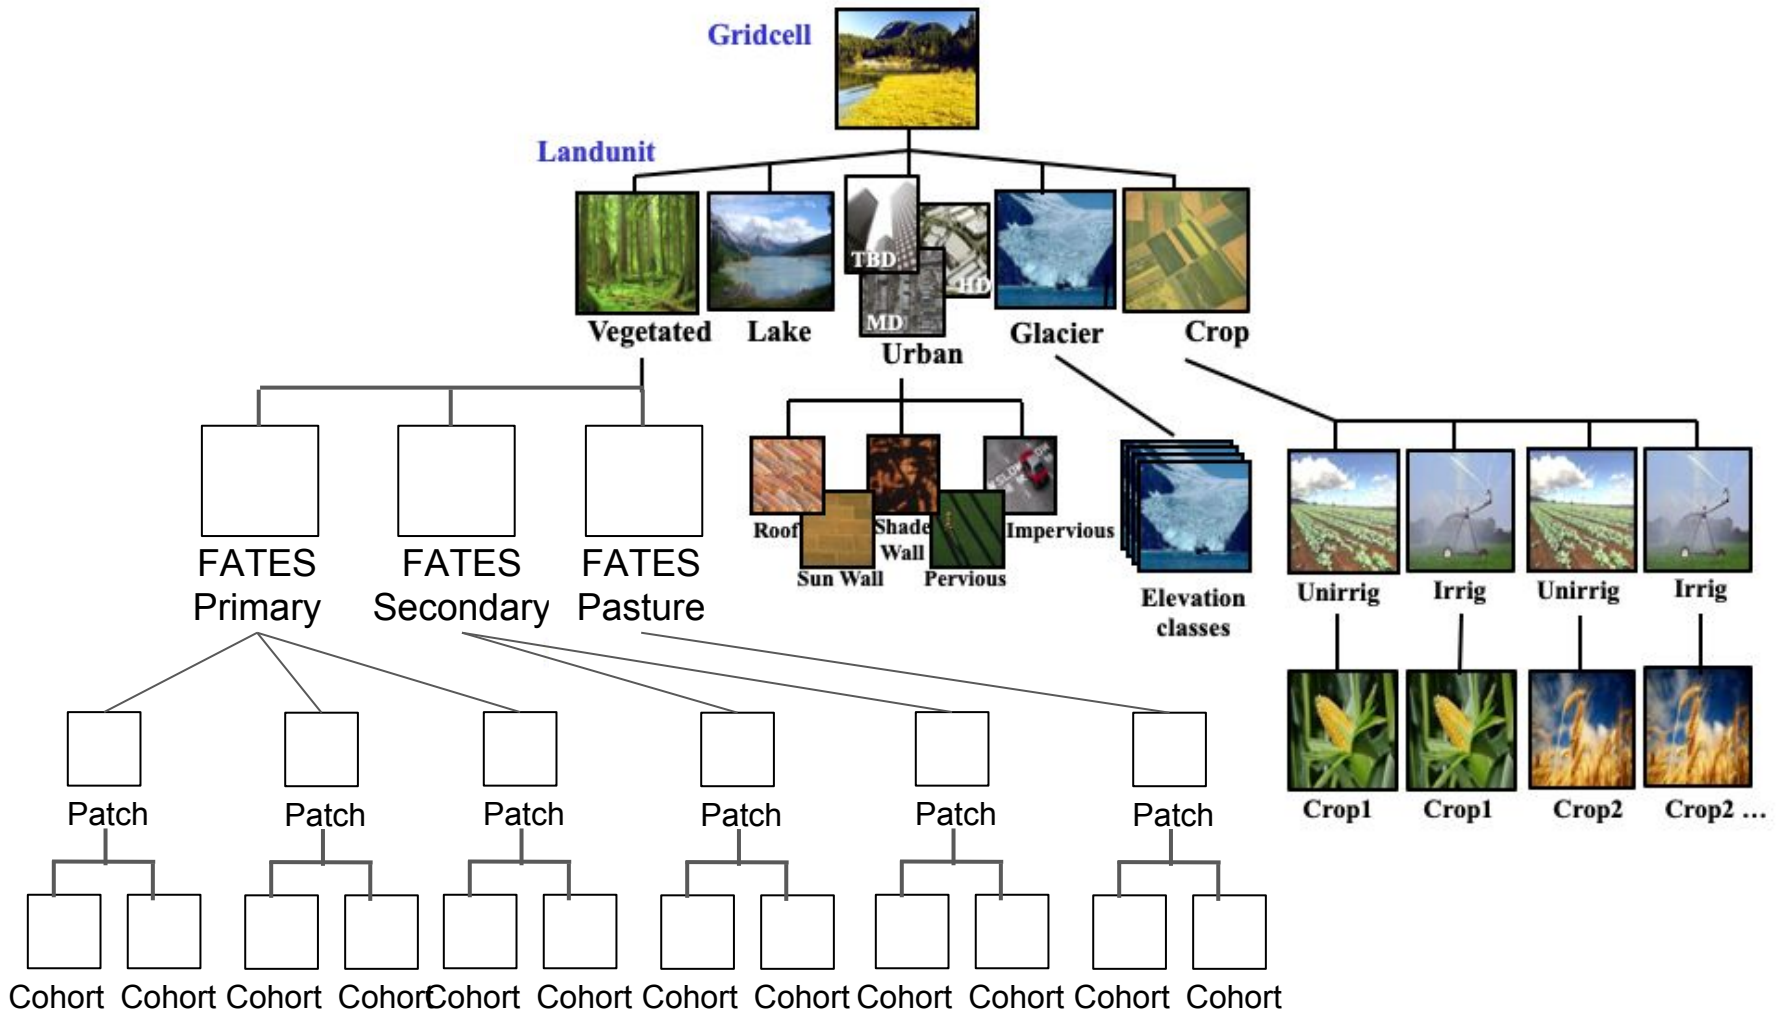 Gridcell
Landunit
TBD
HD
MD
Vegetated
Lake
Urban
Glacier
Crop
FATES
Primary
FATES
Secondary
FATES
Pasture
Roof
Sun Wall
Shade
Wall
Pervious
Impervious
Elevation
classes
Unirrig
Irrig
Unirrig
Irrig
Crop1
Crop1
Crop2
Crop2 ...
Patch
Patch
Patch
Patch
Patch
Patch
Cohort
Cohort
Cohort
Cohort
Cohort
Cohort
Cohort
Cohort
Cohort
Cohort
Cohort
Cohort